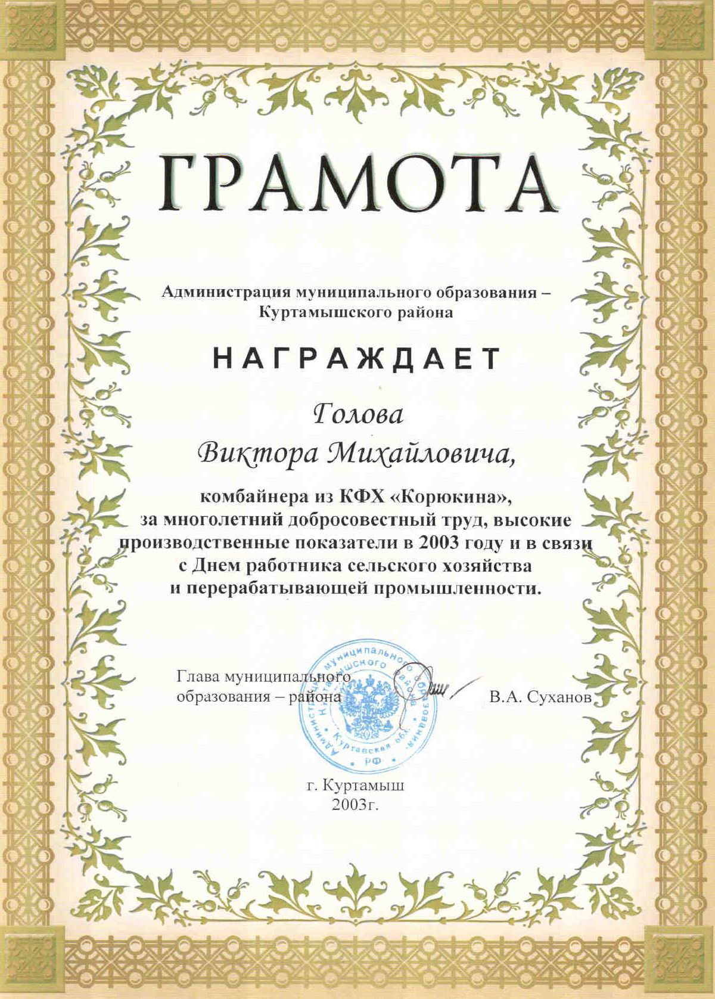 ГРАМОТА
Администрация муниципального образования –
Куртамышского района
НАГРАЖДАЕТ
Голова
Виктора Михайловича,
комбайнера из КФХ «Корюкина»,
за многолетний добросовестный труд, высокие
производственные показатели в 2003 году и в связи
с Днем работника сельского хозяйства
и перерабатывающей промышленности.
Глава муниципального
образования – района
В.А. Суханов
Администрация муниципального образования
Куртамышского района
Курганская обл.
РФ
г. Куртамыш
2003г.